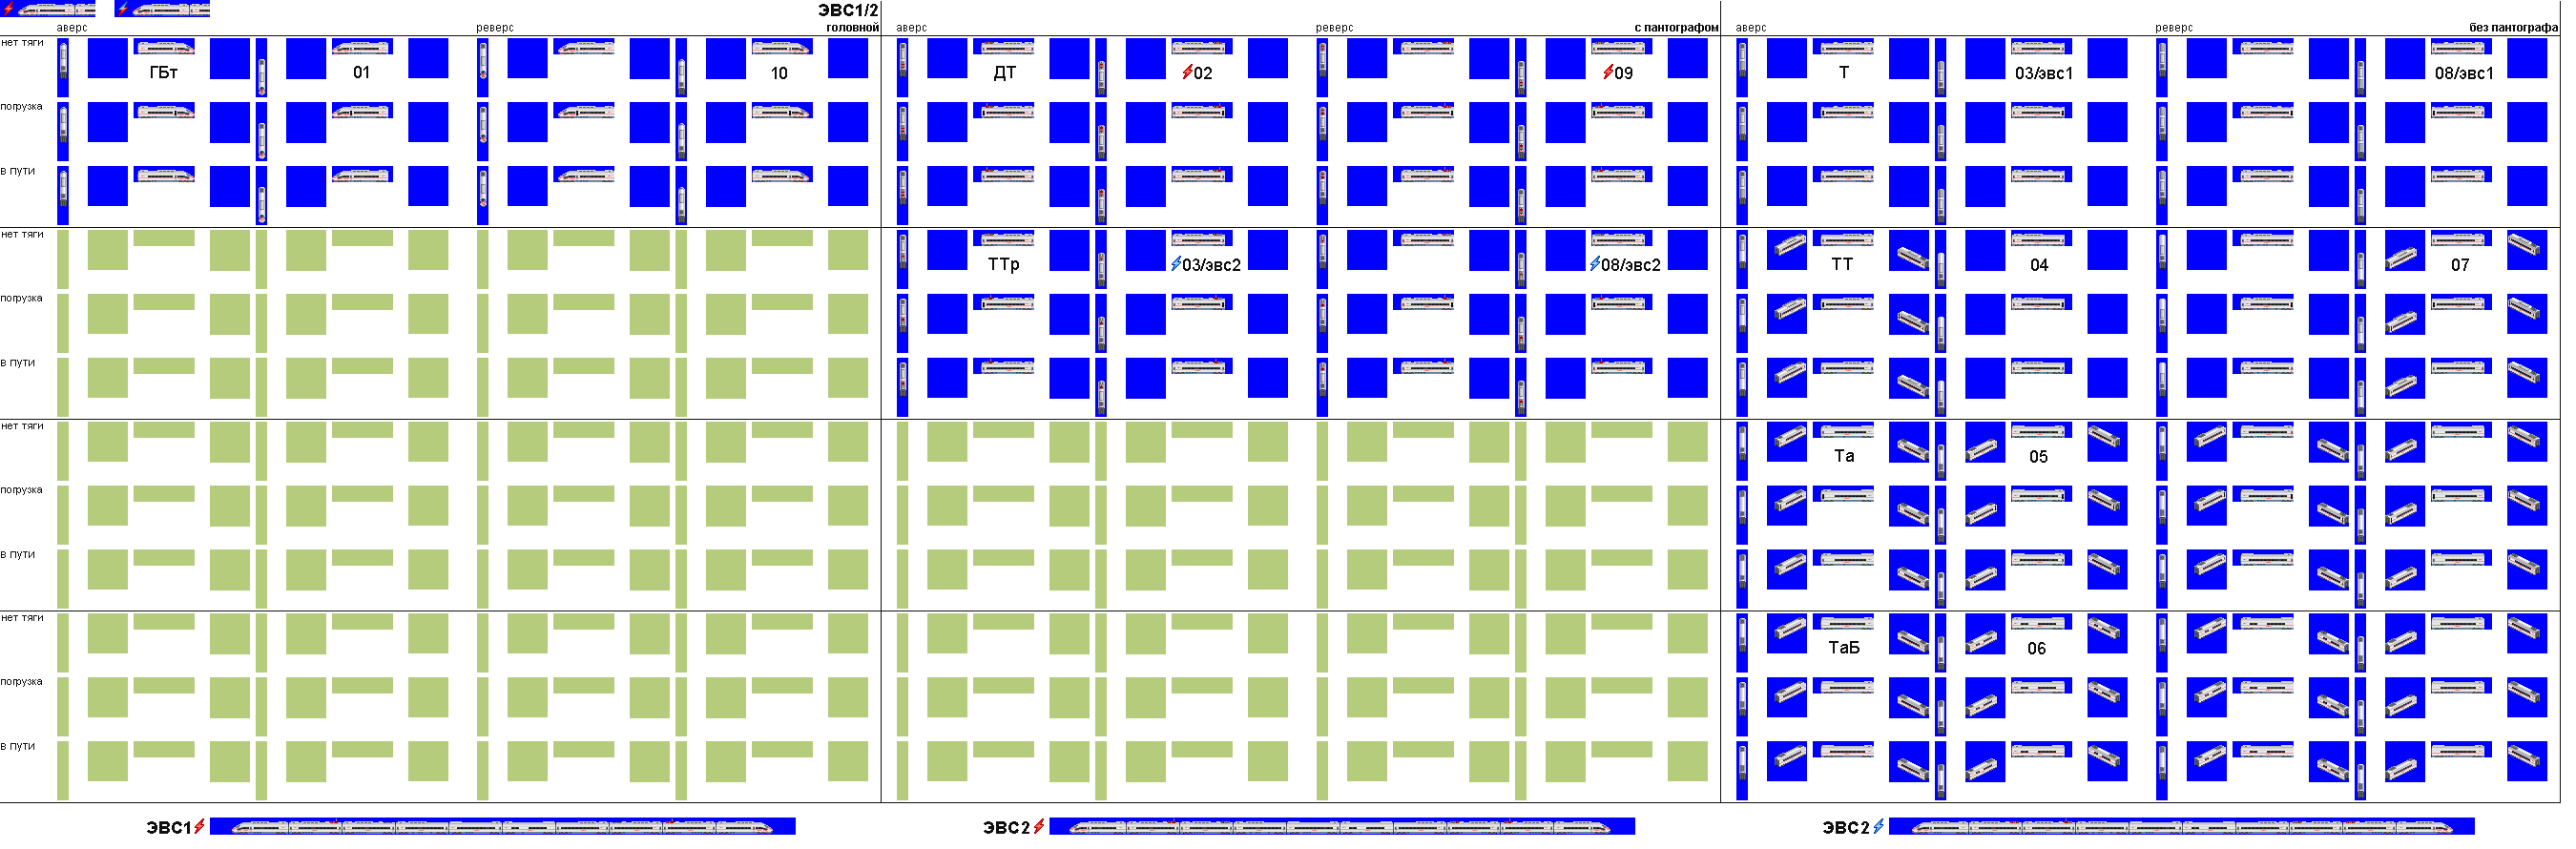 ЭВС1/2
аверс реверс головной аверс реверс с пантографом аверс реверс без пантографа
нет тяги
ГБт 01 10 ДТ 02 09 Т 03/эвс1 08/эвс1
погрузка
в пути
нет тяги
ТТр 03/эвс2 08/эвс2 ТТ 04 07
погрузка
в пути
нет тяги
Та 05
погрузка
в пути
нет тяги
ТаБ 06
погрузка
в пути
ЭВС1 ЭВС2 ЭВС2